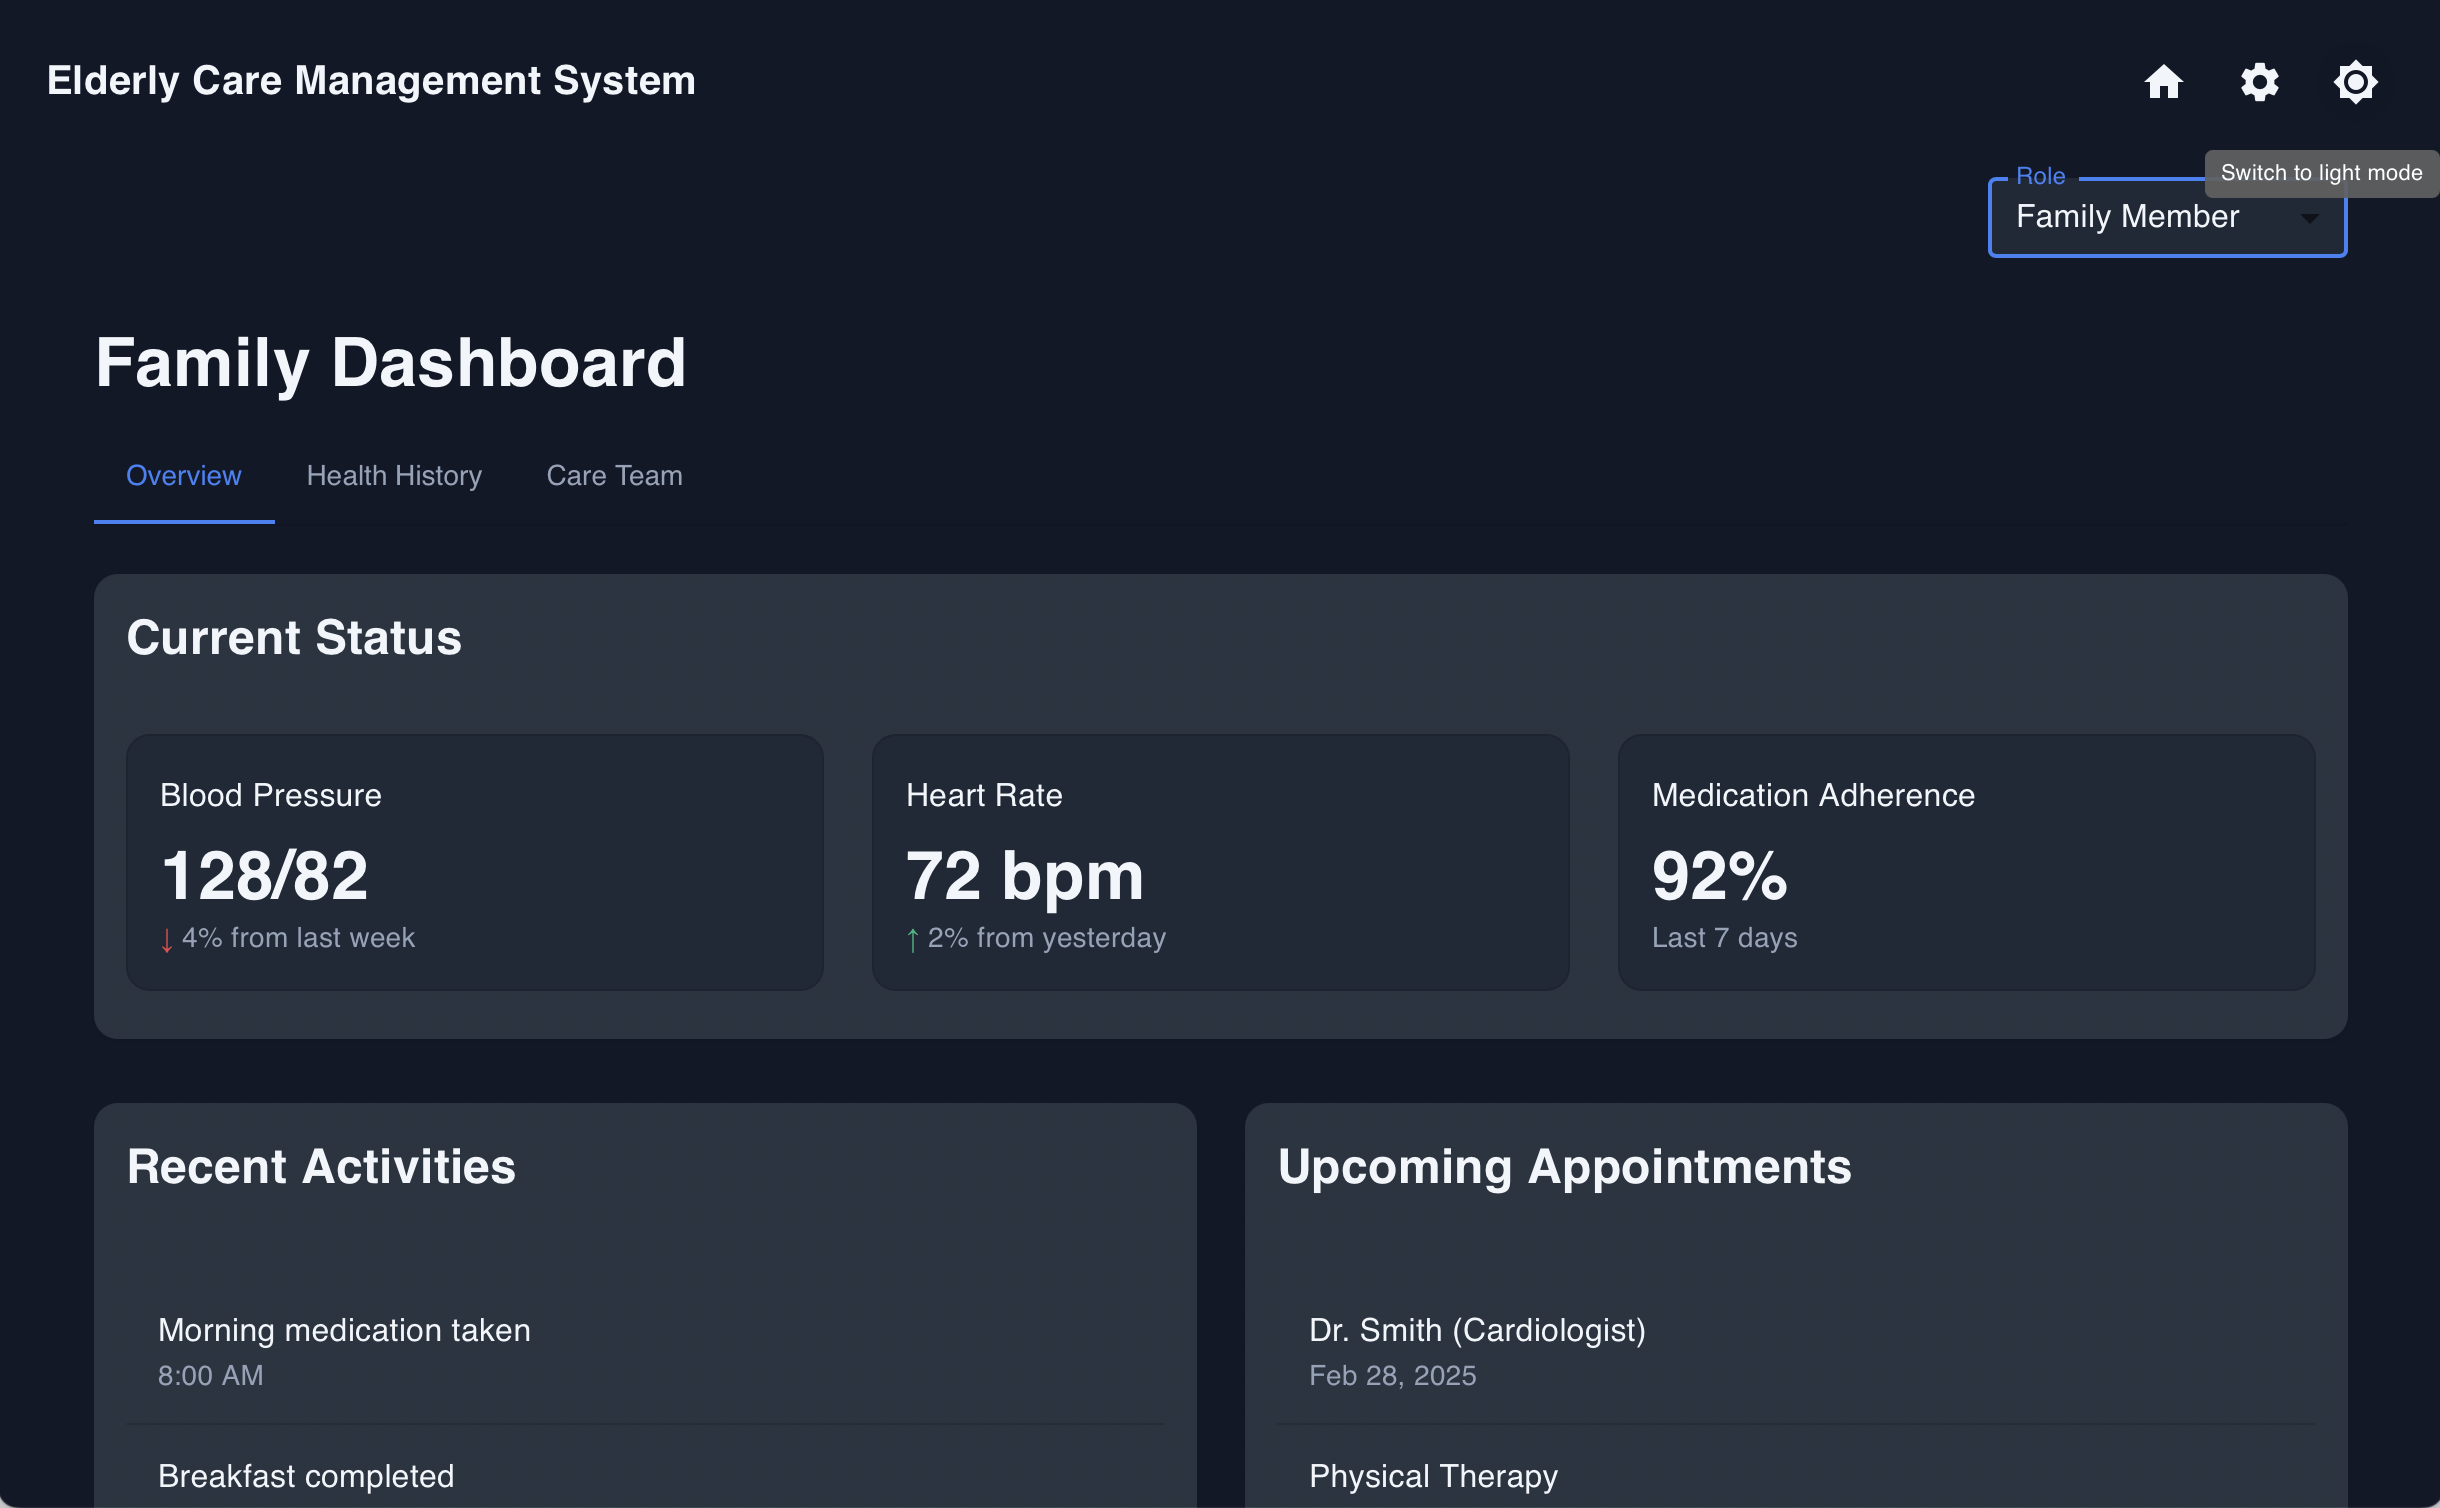 Elderly Care Management System
Switch to light mode
Role
Family Member
Family Dashboard
Overview Health History Care Team
Current Status
Blood Pressure
128/82
↓ 4% from last week
Heart Rate
72 bpm
↑ 2% from yesterday
Medication Adherence
92%
Last 7 days
Recent Activities
Morning medication taken
8:00 AM
Breakfast completed
Upcoming Appointments
Dr. Smith (Cardiologist)
Feb 28, 2025
Physical Therapy